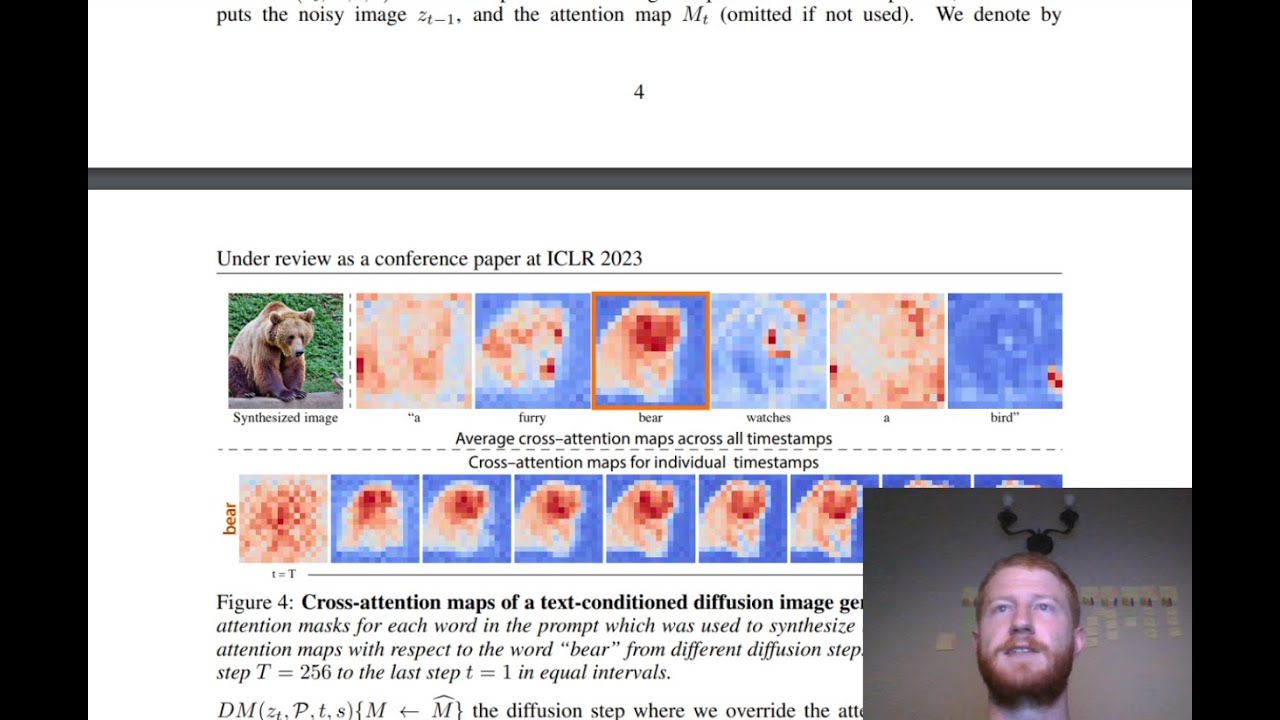 puts the noisy image z_{t−1}, and the attention map M_t (omitted if not used). We denote by
4
Under review as a conference paper at ICLR 2023
Synthesized image "a furry bear watches a bird"
Average cross–attention maps across all timestamps
Cross–attention maps for individual timestamps
bear
t = T
Figure 4: Cross-attention maps of a text-conditioned diffusion image
attention masks for each word in the prompt which was used to synthesize
attention maps with respect to the word “bear” from different diffusion step
step T = 256 to the last step t = 1 in equal intervals.
DM(z_t, P, t, s){M ← M̂} the diffusion step where we override the